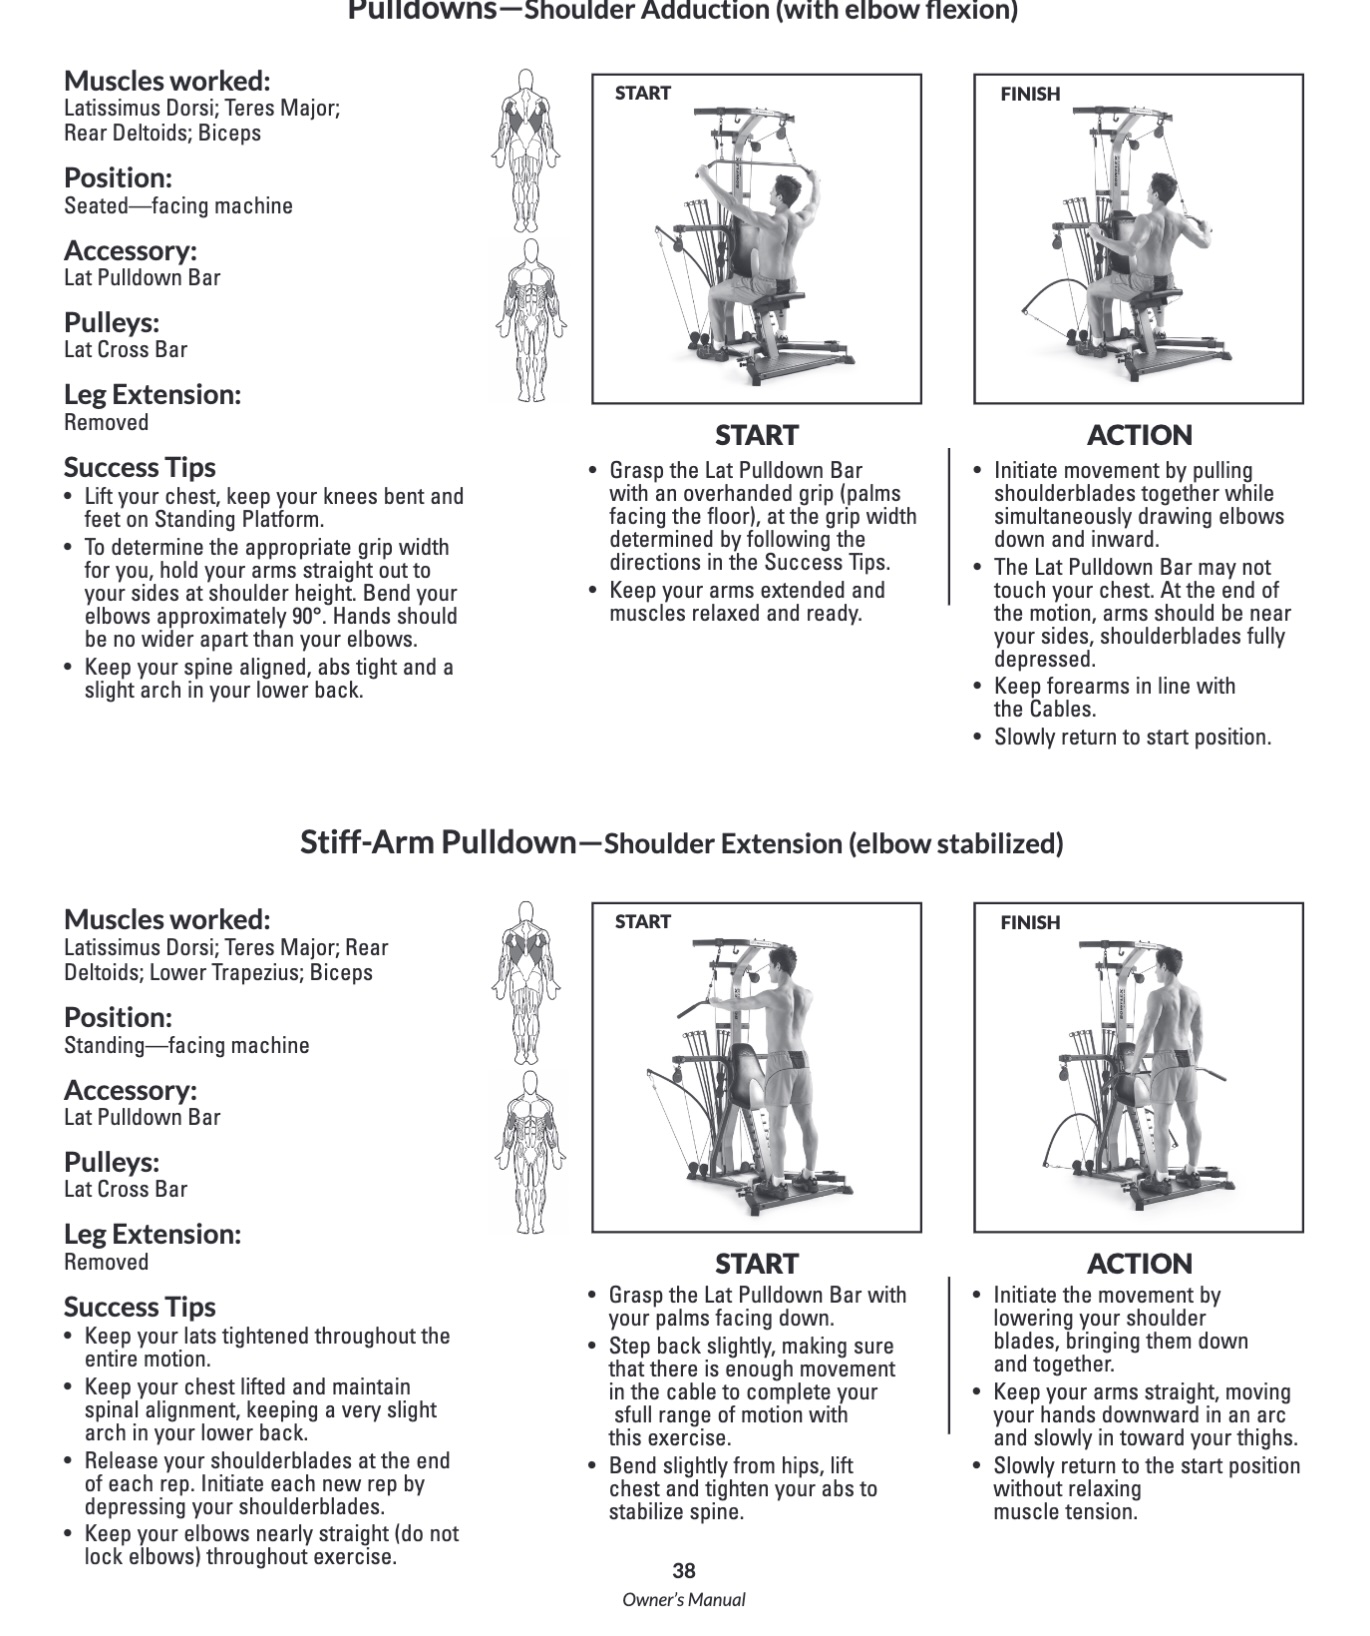 Pulldowns—Shoulder Adduction (with elbow flexion)
Muscles worked:
Latissimus Dorsi; Teres Major;
Rear Deltoids; Biceps
Position:
Seated—facing machine
Accessory:
Lat Pulldown Bar
Pulleys:
Lat Cross Bar
Leg Extension:
Removed
Success Tips
• Lift your chest, keep your knees bent and
feet on Standing Platform.
• To determine the appropriate grip width
for you, hold your arms straight out to
your sides at shoulder height. Bend your
elbows approximately 90°. Hands should
be no wider apart than your elbows.
• Keep your spine aligned, abs tight and a
slight arch in your lower back.
START
START
• Grasp the Lat Pulldown Bar
with an overhanded grip (palms
facing the floor), at the grip width
determined by following the
directions in the Success Tips.
• Keep your arms extended and
muscles relaxed and ready.
FINISH
ACTION
• Initiate movement by pulling
shoulderblades together while
simultaneously drawing elbows
down and inward.
• The Lat Pulldown Bar may not
touch your chest. At the end of
the motion, arms should be near
your sides, shoulderblades fully
depressed.
• Keep forearms in line with
the Cables.
• Slowly return to start position.
Stiff-Arm Pulldown—Shoulder Extension (elbow stabilized)
Muscles worked:
Latissimus Dorsi; Teres Major; Rear
Deltoids; Lower Trapezius; Biceps
Position:
Standing—facing machine
Accessory:
Lat Pulldown Bar
Pulleys:
Lat Cross Bar
Leg Extension:
Removed
Success Tips
• Keep your lats tightened throughout the
entire motion.
• Keep your chest lifted and maintain
spinal alignment, keeping a very slight
arch in your lower back.
• Release your shoulderblades at the end
of each rep. Initiate each new rep by
depressing your shoulderblades.
• Keep your elbows nearly straight (do not
lock elbows) throughout exercise.
START
START
• Grasp the Lat Pulldown Bar with
your palms facing down.
• Step back slightly, making sure
that there is enough movement
in the cable to complete your
sfull range of motion with
this exercise.
• Bend slightly from hips, lift
chest and tighten your abs to
stabilize spine.
FINISH
ACTION
• Initiate the movement by
lowering your shoulder
blades, bringing them down
and together.
• Keep your arms straight, moving
your hands downward in an arc
and slowly in toward your thighs.
• Slowly return to the start position
without relaxing
muscle tension.
38
Owner's Manual